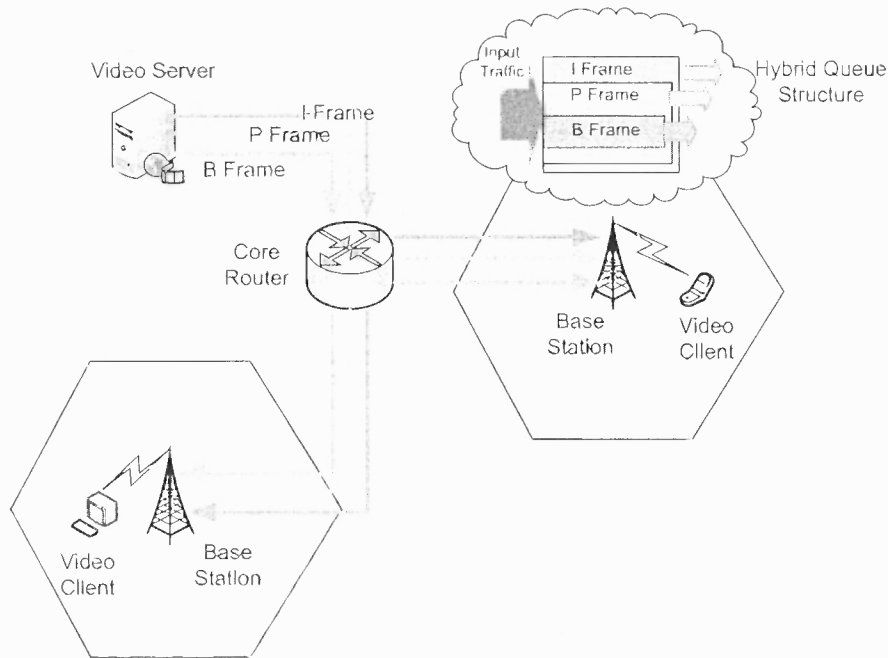 Video Server
I-Frame
P Frame
B Frame
Input
Traffic
I Frame
P Frame
B Frame
Hybrid Queue
Structure
Core
Router
Base
Station
Video
Client
Video
Client
Base
Station